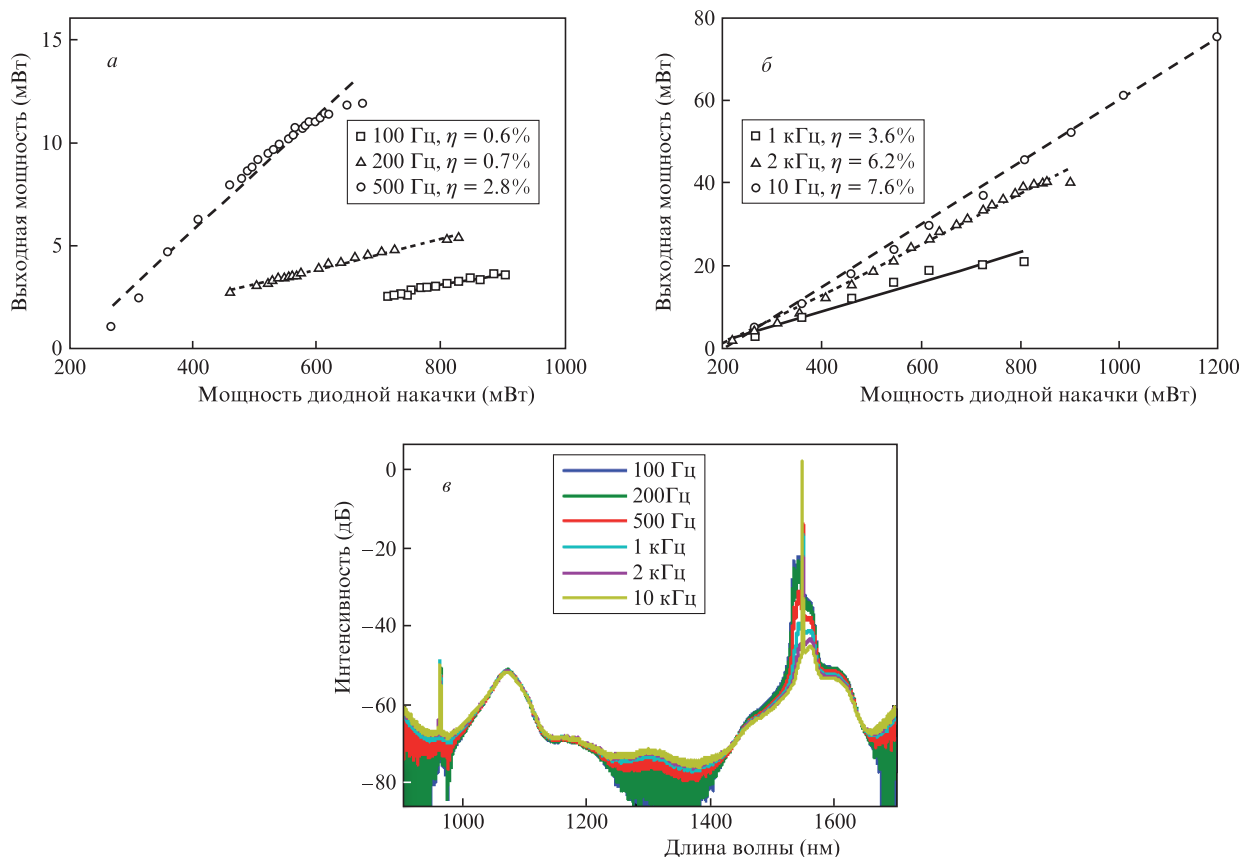 15
10
5
0
200
400
600
800
1000
Выходная мощность (мВт)
Мощность диодной накачки (мВт)
а
100 Гц, η = 0.6%
200 Гц, η = 0.7%
500 Гц, η = 2.8%
80
60
40
20
0
200
400
600
800
1000
1200
Выходная мощность (мВт)
Мощность диодной накачки (мВт)
б
1 кГц, η = 3.6%
2 кГц, η = 6.2%
10 Гц, η = 7.6%
0
−20
−40
−60
−80
1000
1200
1400
1600
Интенсивность (дБ)
Длина волны (нм)
в
100 Гц
200Гц
500 Гц
1 кГц
2 кГц
10 кГц